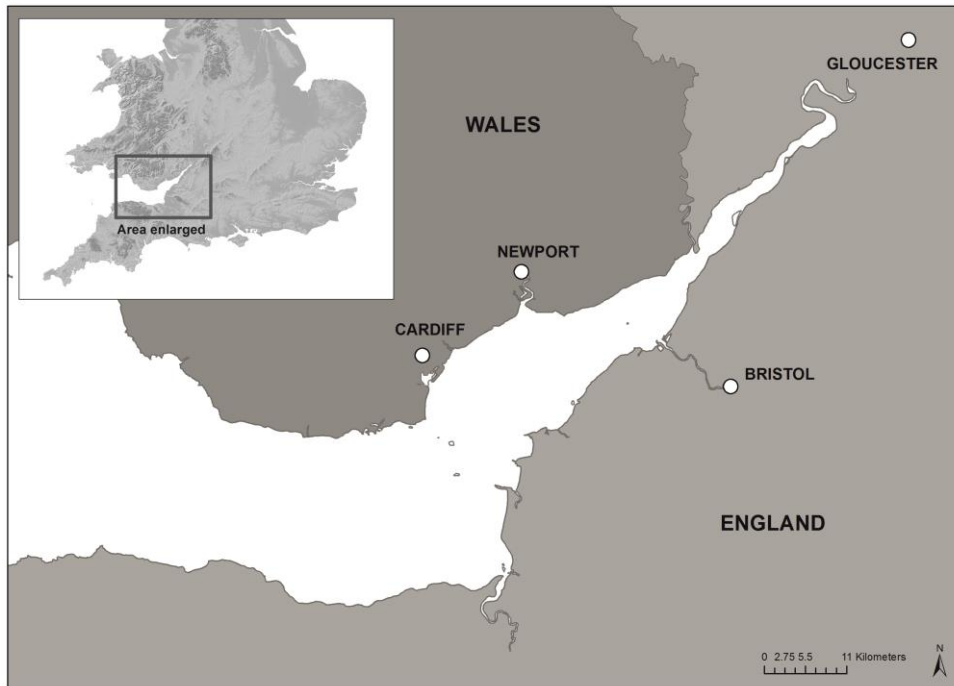 GLOUCESTER
WALES
Area enlarged
NEWPORT
CARDIFF
BRISTOL
ENGLAND
0 2.75 5.5 11 Kilometers
N